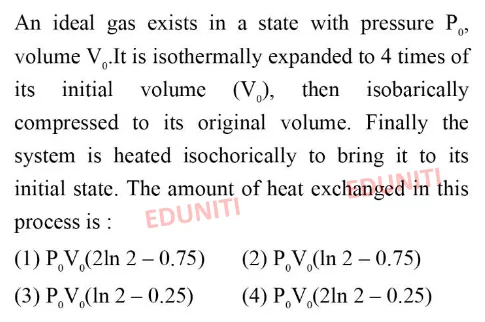 An ideal gas exists in a state with pressure P₀,
volume V₀.It is isothermally expanded to 4 times of
its initial volume (V₀), then isobarically
compressed to its original volume. Finally the
system is heated isochorically to bring it to its
initial state. The amount of heat exchanged in this
process is :
EDUNITI
EDUNITI
(1) P₀V₀(2ln 2 – 0.75) (2) P₀V₀(ln 2 – 0.75)
(3) P₀V₀(ln 2 – 0.25) (4) P₀V₀(2ln 2 – 0.25)